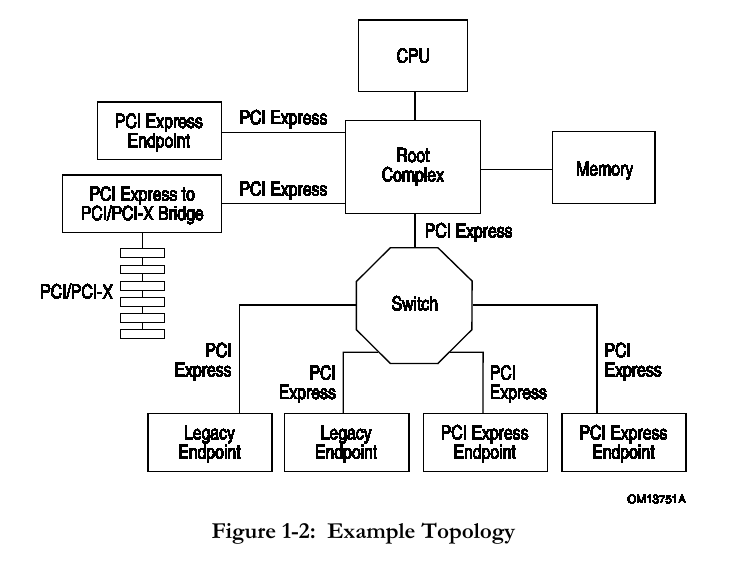 CPU
PCI Express
Endpoint
PCI Express
Root
Complex
Memory
PCI Express to
PCI/PCI-X Bridge
PCI Express
PCI Express
PCI/PCI-X
Switch
PCI
Express
PCI
Express
PCI
Express
PCI
Express
Legacy
Endpoint
Legacy
Endpoint
PCI Express
Endpoint
PCI Express
Endpoint
OM13751A
Figure 1-2: Example Topology